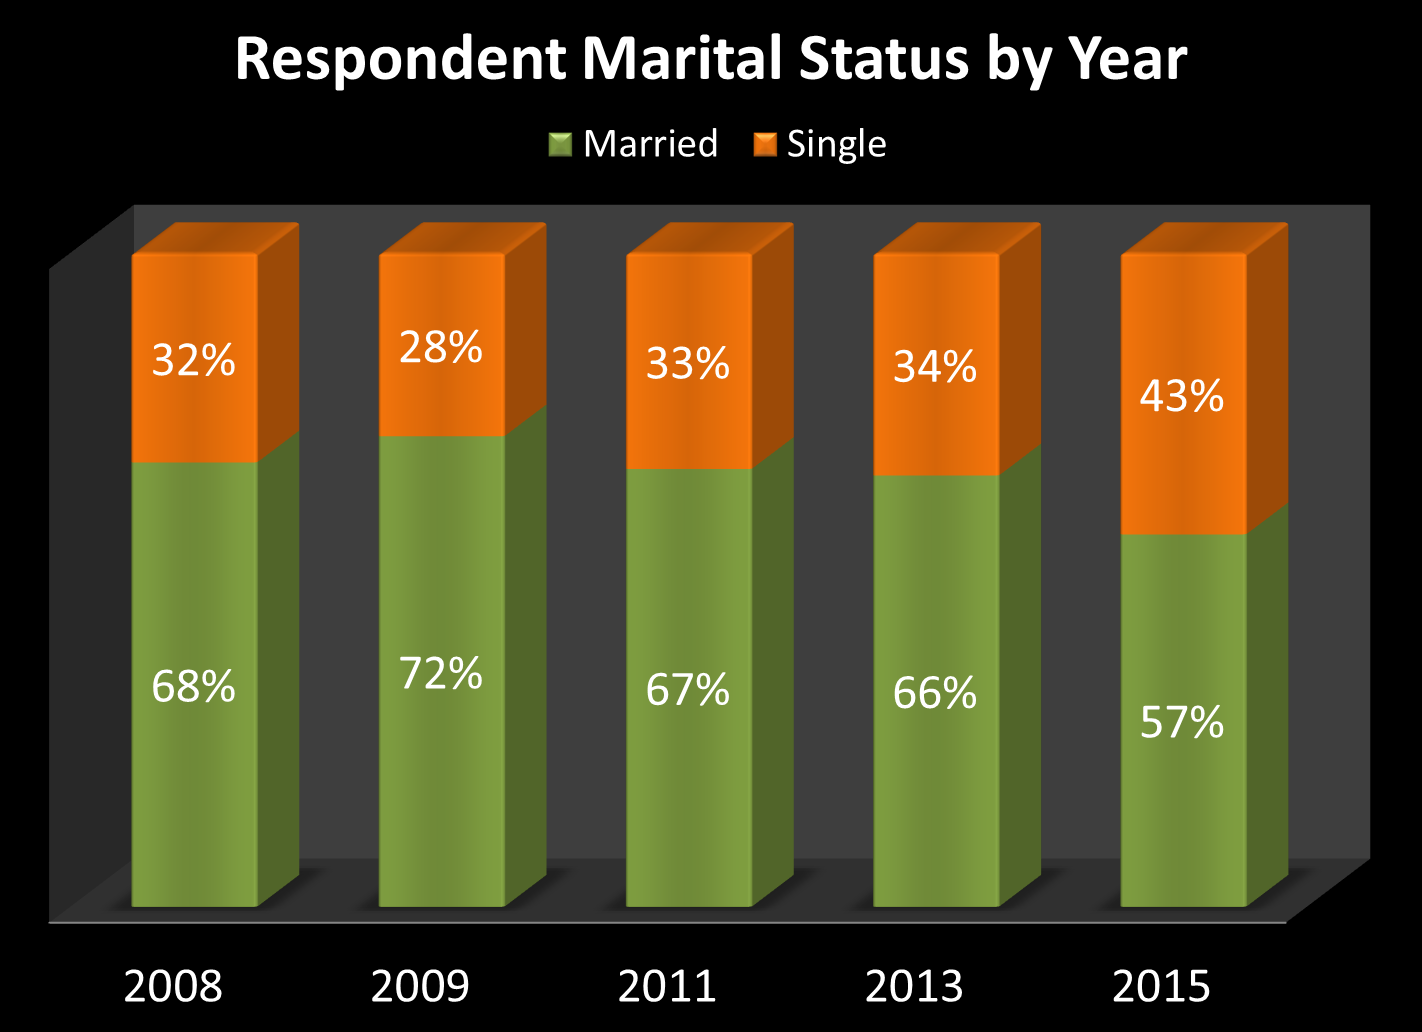 Respondent Marital Status by Year
Married Single
32% 28% 33% 34% 43%
68% 72% 67% 66% 57%
2008 2009 2011 2013 2015